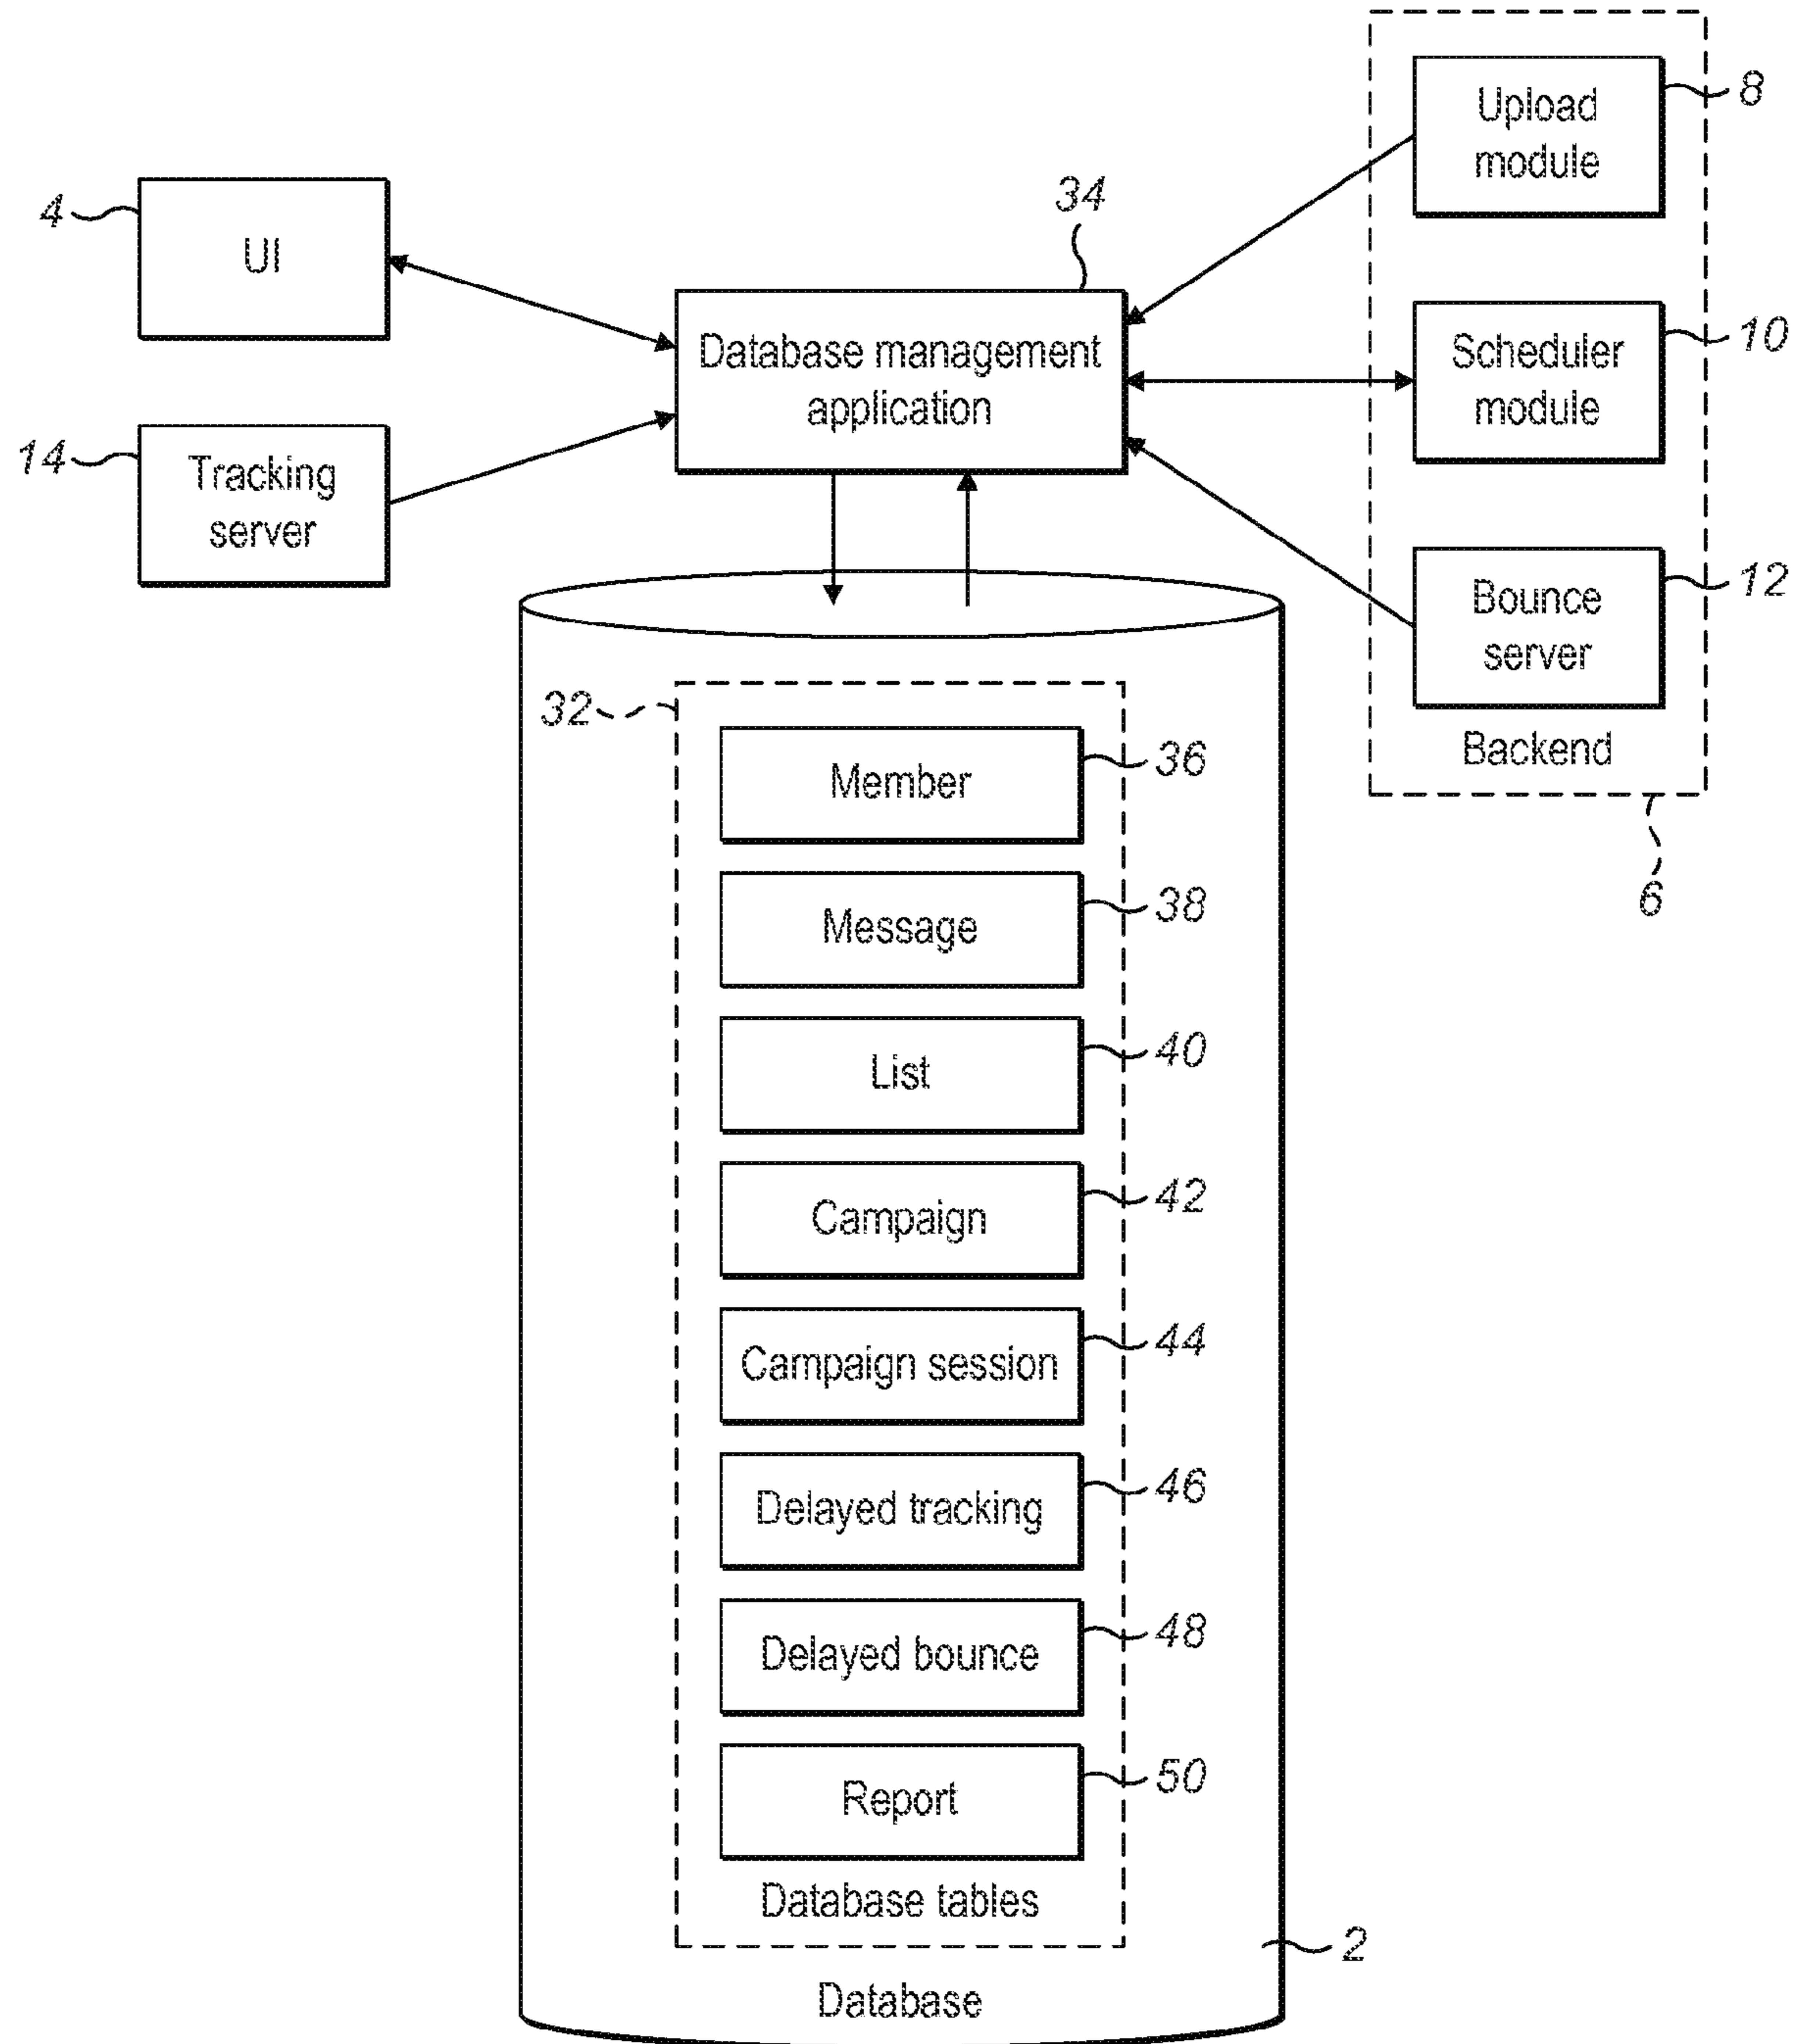 8
Upload
module
34
4
UI
10
Scheduler
module
Database management
application
14
Tracking
server
12
Bounce
server
Backend
6
32
36
Member
38
Message
40
List
42
Campaign
44
Campaign session
46
Delayed tracking
48
Delayed bounce
50
Report
Database tables
2
Database